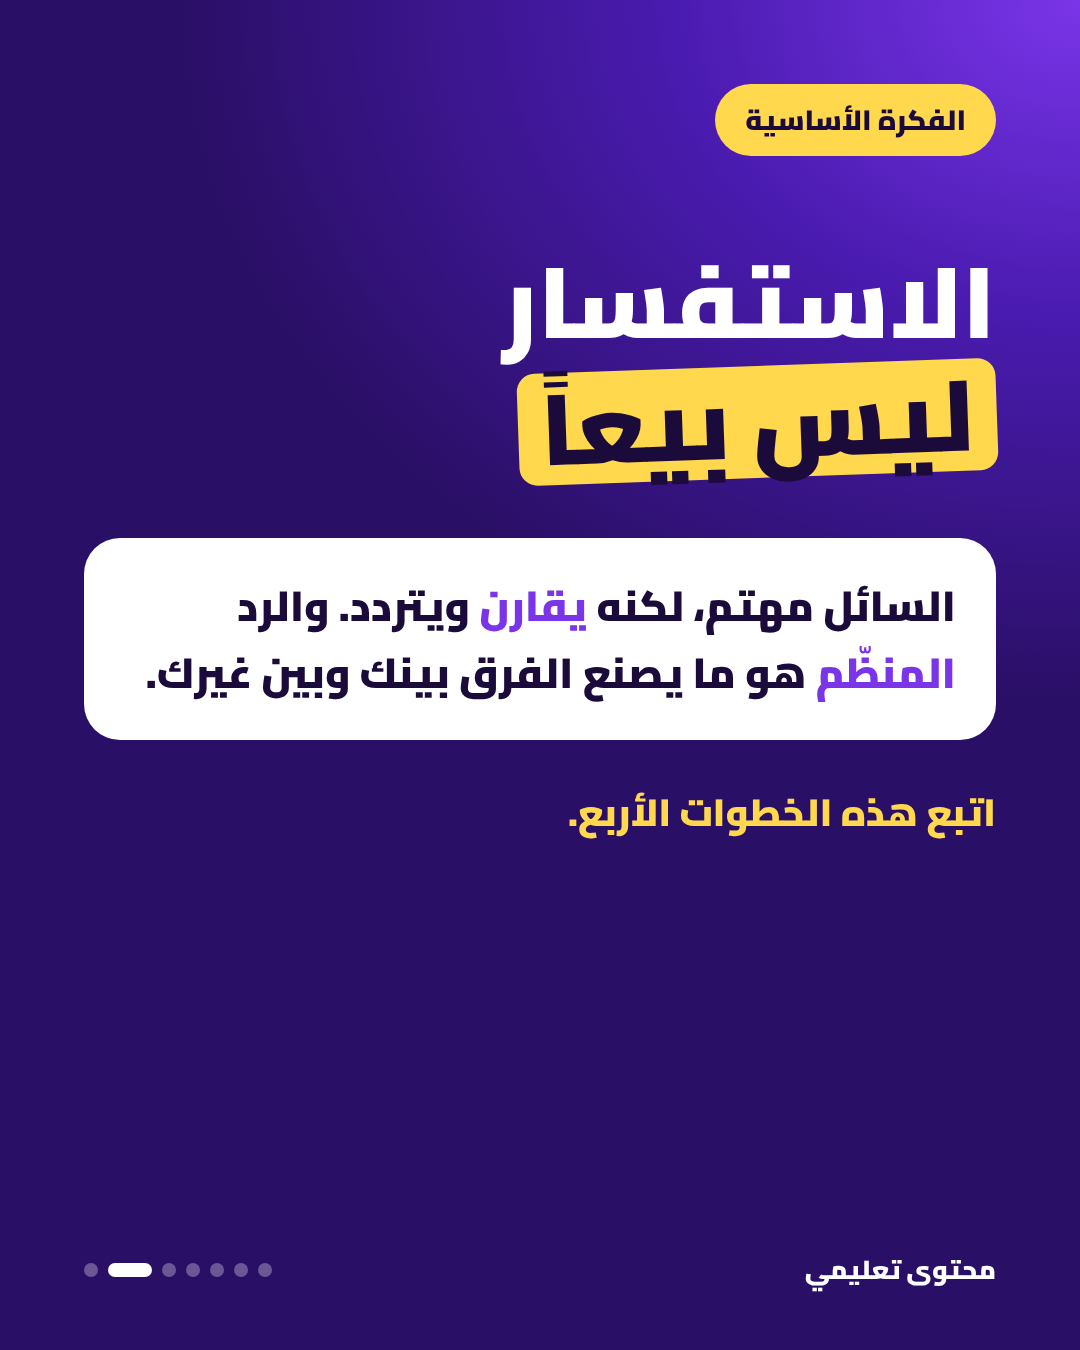 الفكرة الأساسية
الاستفسار
ليس بيعاً
السائل مهتم، لكنه يقارن ويتردد. والرد
المنظّم هو ما يصنع الفرق بينك وبين غيرك.
اتبع هذه الخطوات الأربع.
محتوى تعليمي